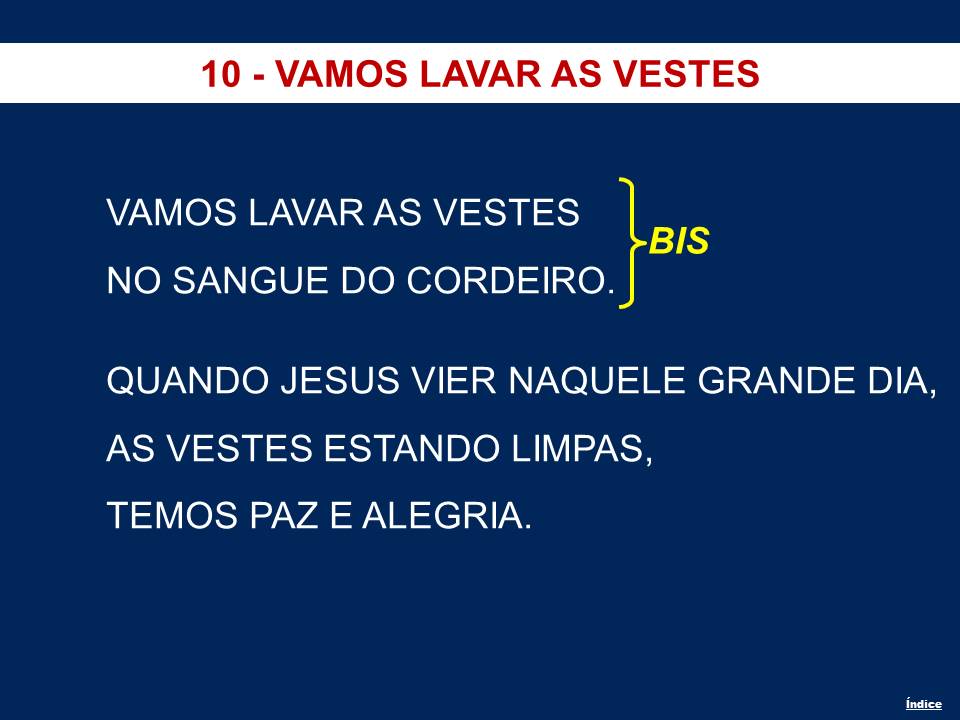 10 - VAMOS LAVAR AS VESTES
VAMOS LAVAR AS VESTES
NO SANGUE DO CORDEIRO.
BIS
QUANDO JESUS VIER NAQUELE GRANDE DIA,
AS VESTES ESTANDO LIMPAS,
TEMOS PAZ E ALEGRIA.
Índice